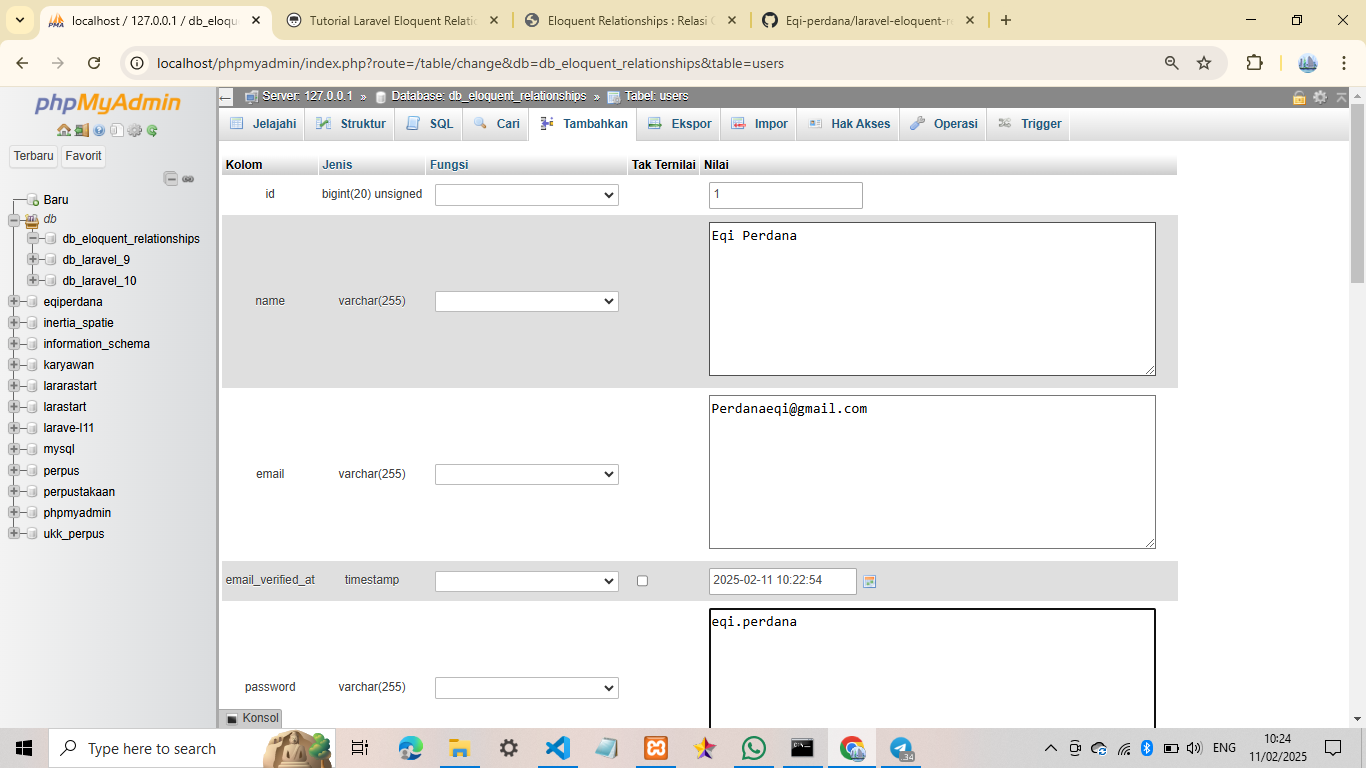 localhost / 127.0.0.1 / db_eloqu
Tutorial Laravel Eloquent Relatio
Eloquent Relationships : Relasi O
Eqi-perdana/laravel-eloquent-re
localhost/phpmyadmin/index.php?route=/table/change&db=db_eloquent_relationships&table=users
phpMyAdmin
Terbaru Favorit
Baru
db
db_eloquent_relationships
db_laravel_9
db_laravel_10
eqiperdana
inertia_spatie
information_schema
karyawan
lararastart
larastart
larave-l11
mysql
perpus
perpustakaan
phpmyadmin
ukk_perpus
Server: 127.0.0.1 » Database: db_eloquent_relationships » Tabel: users
Jelajahi Struktur SQL Cari Tambahkan Ekspor Impor Hak Akses Operasi Trigger
Kolom Jenis Fungsi Tak Ternilai Nilai
id bigint(20) unsigned 1
name varchar(255) Eqi Perdana
email varchar(255) Perdanaeqi@gmail.com
email_verified_at timestamp 2025-02-11 10:22:54
password varchar(255) eqi.perdana
Konsol
Type here to search
34
ENG
10:24
11/02/2025